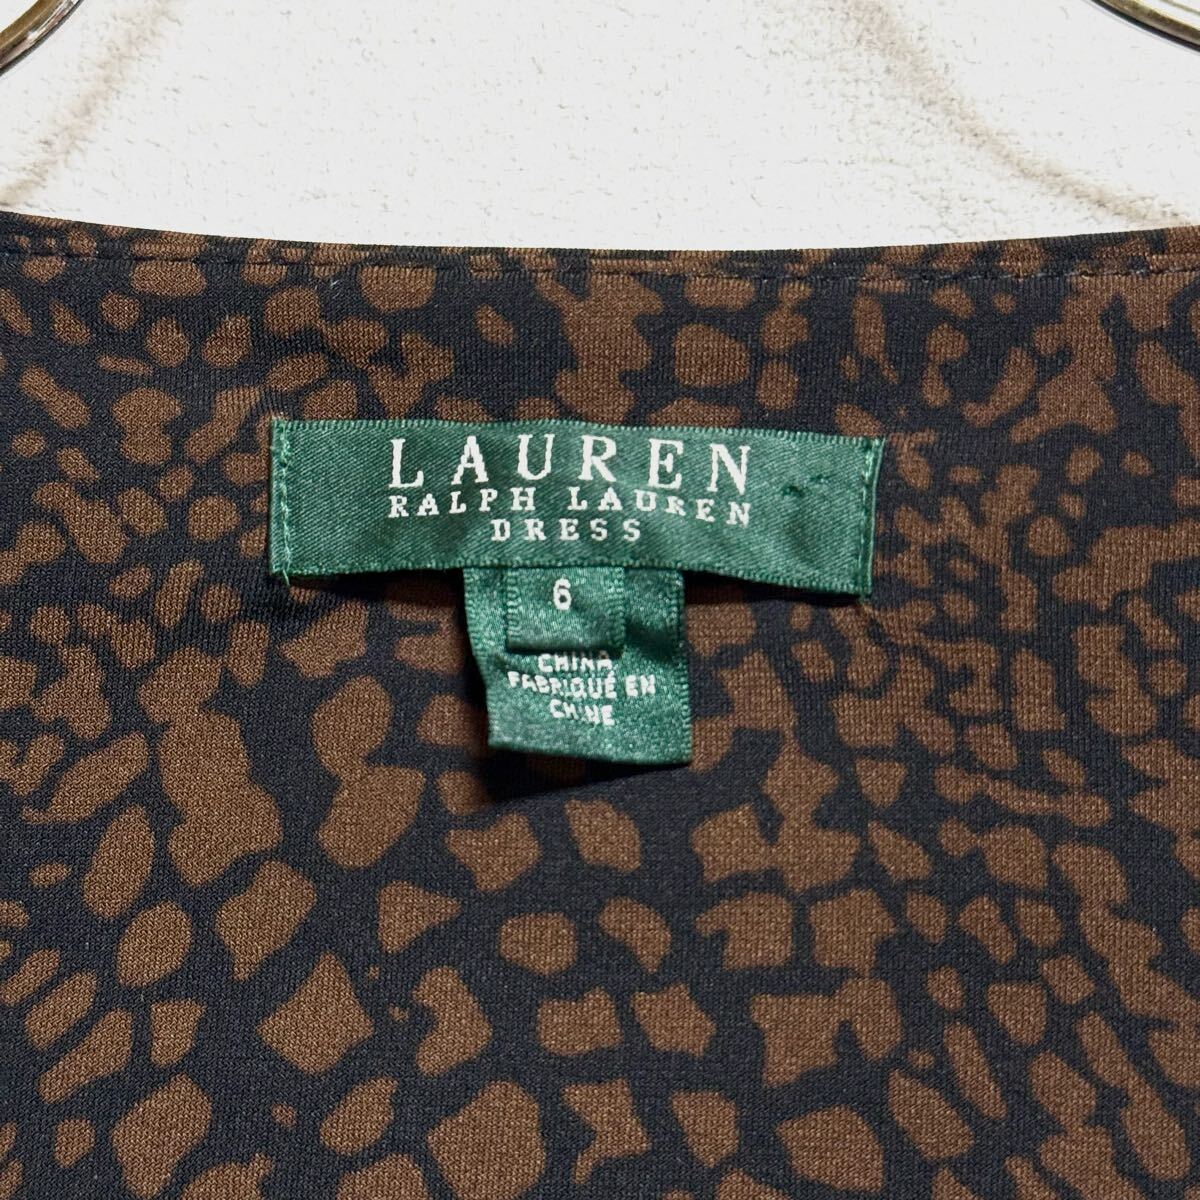 LAUREN
RALPH LAUREN
DRESS
6
CHINA
FABRIQUÉ EN
CHINE